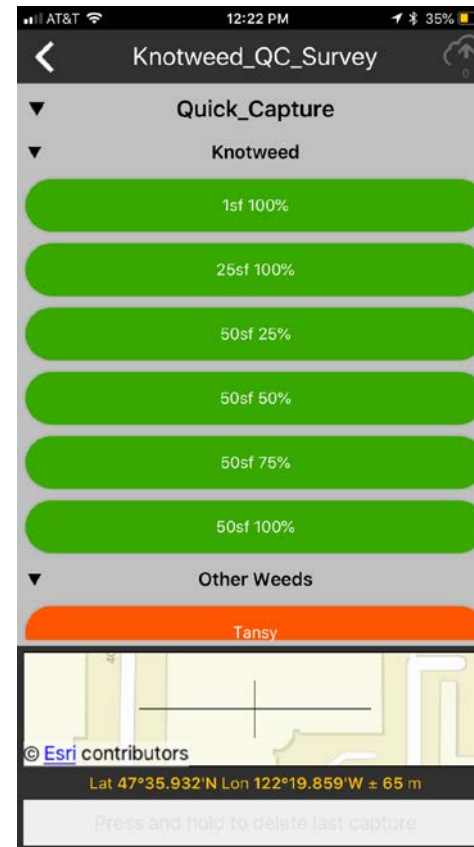 AT&T 12:22 PM 35%
Knotweed_QC_Survey
0
Quick_Capture
Knotweed
1sf 100%
25sf 100%
50sf 25%
50sf 50%
50sf 75%
50sf 100%
Other Weeds
Tansy
40
© Esri contributors
Lat 47°35.932'N Lon 122°19.859'W ± 65 m
Press and hold to delete last capture